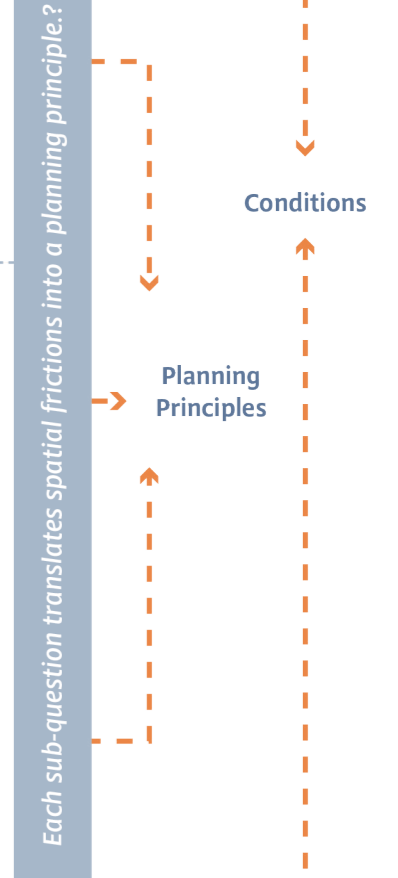 Each sub-question translates spatial frictions into a planning principle.?
Conditions
Planning
Principles